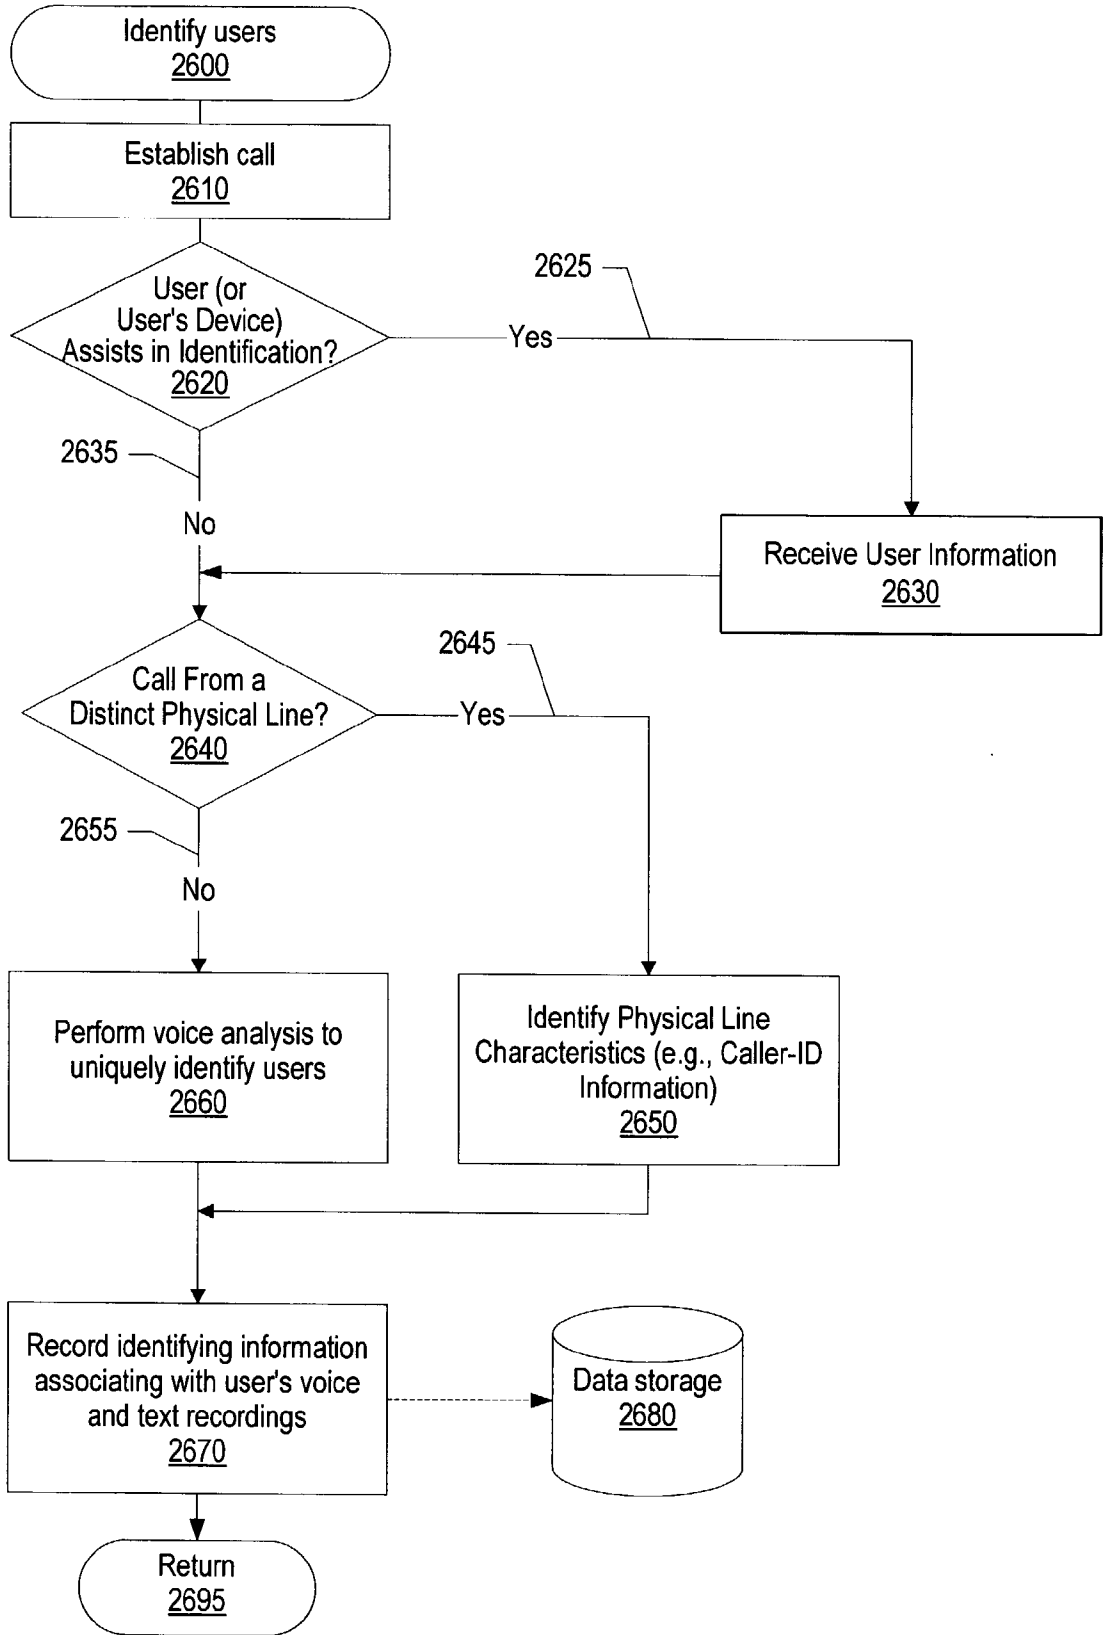 Identify users
2600
Establish call
2610
User (or
User's Device)
Assists in Identification?
2620
2625
Yes
2635
No
Receive User Information
2630
Call From a
Distinct Physical Line?
2640
2645
Yes
2655
No
Perform voice analysis to
uniquely identify users
2660
Identify Physical Line
Characteristics (e.g., Caller-ID
Information)
2650
Record identifying information
associating with user's voice
and text recordings
2670
Data storage
2680
Return
2695